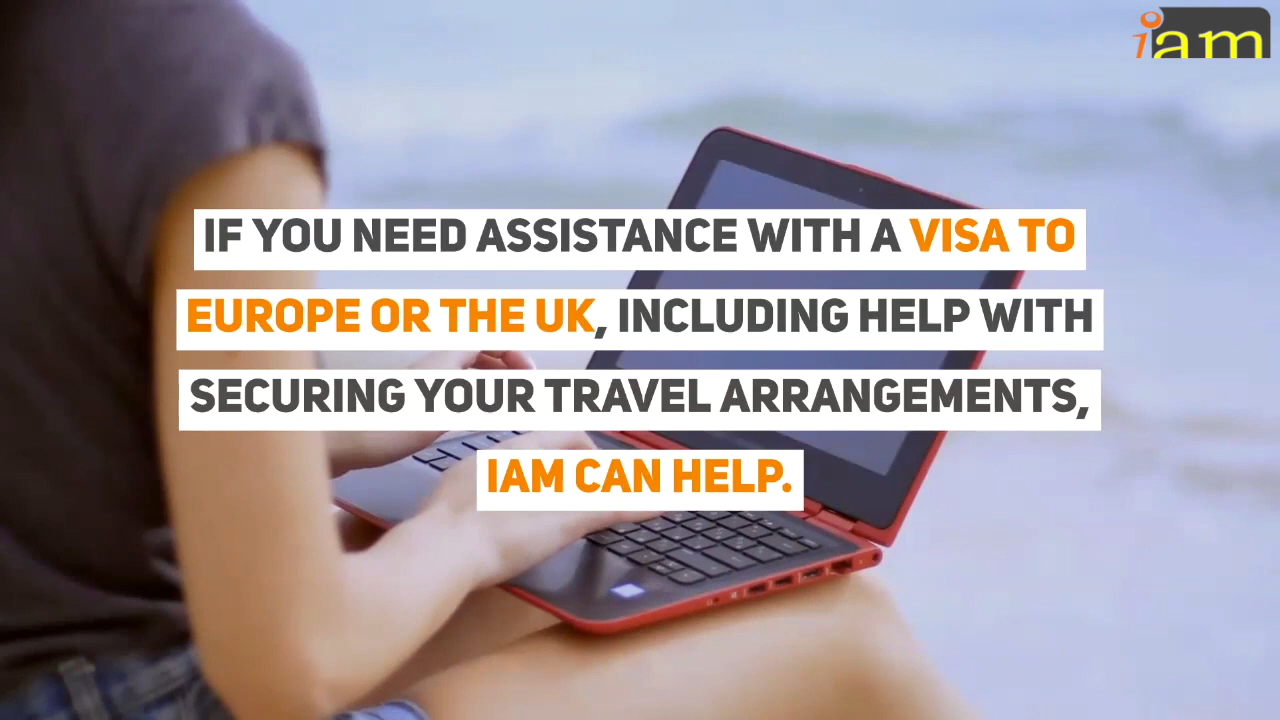 iam
IF YOU NEED ASSISTANCE WITH A VISA TO
EUROPE OR THE UK, INCLUDING HELP WITH
SECURING YOUR TRAVEL ARRANGEMENTS,
IAM CAN HELP.